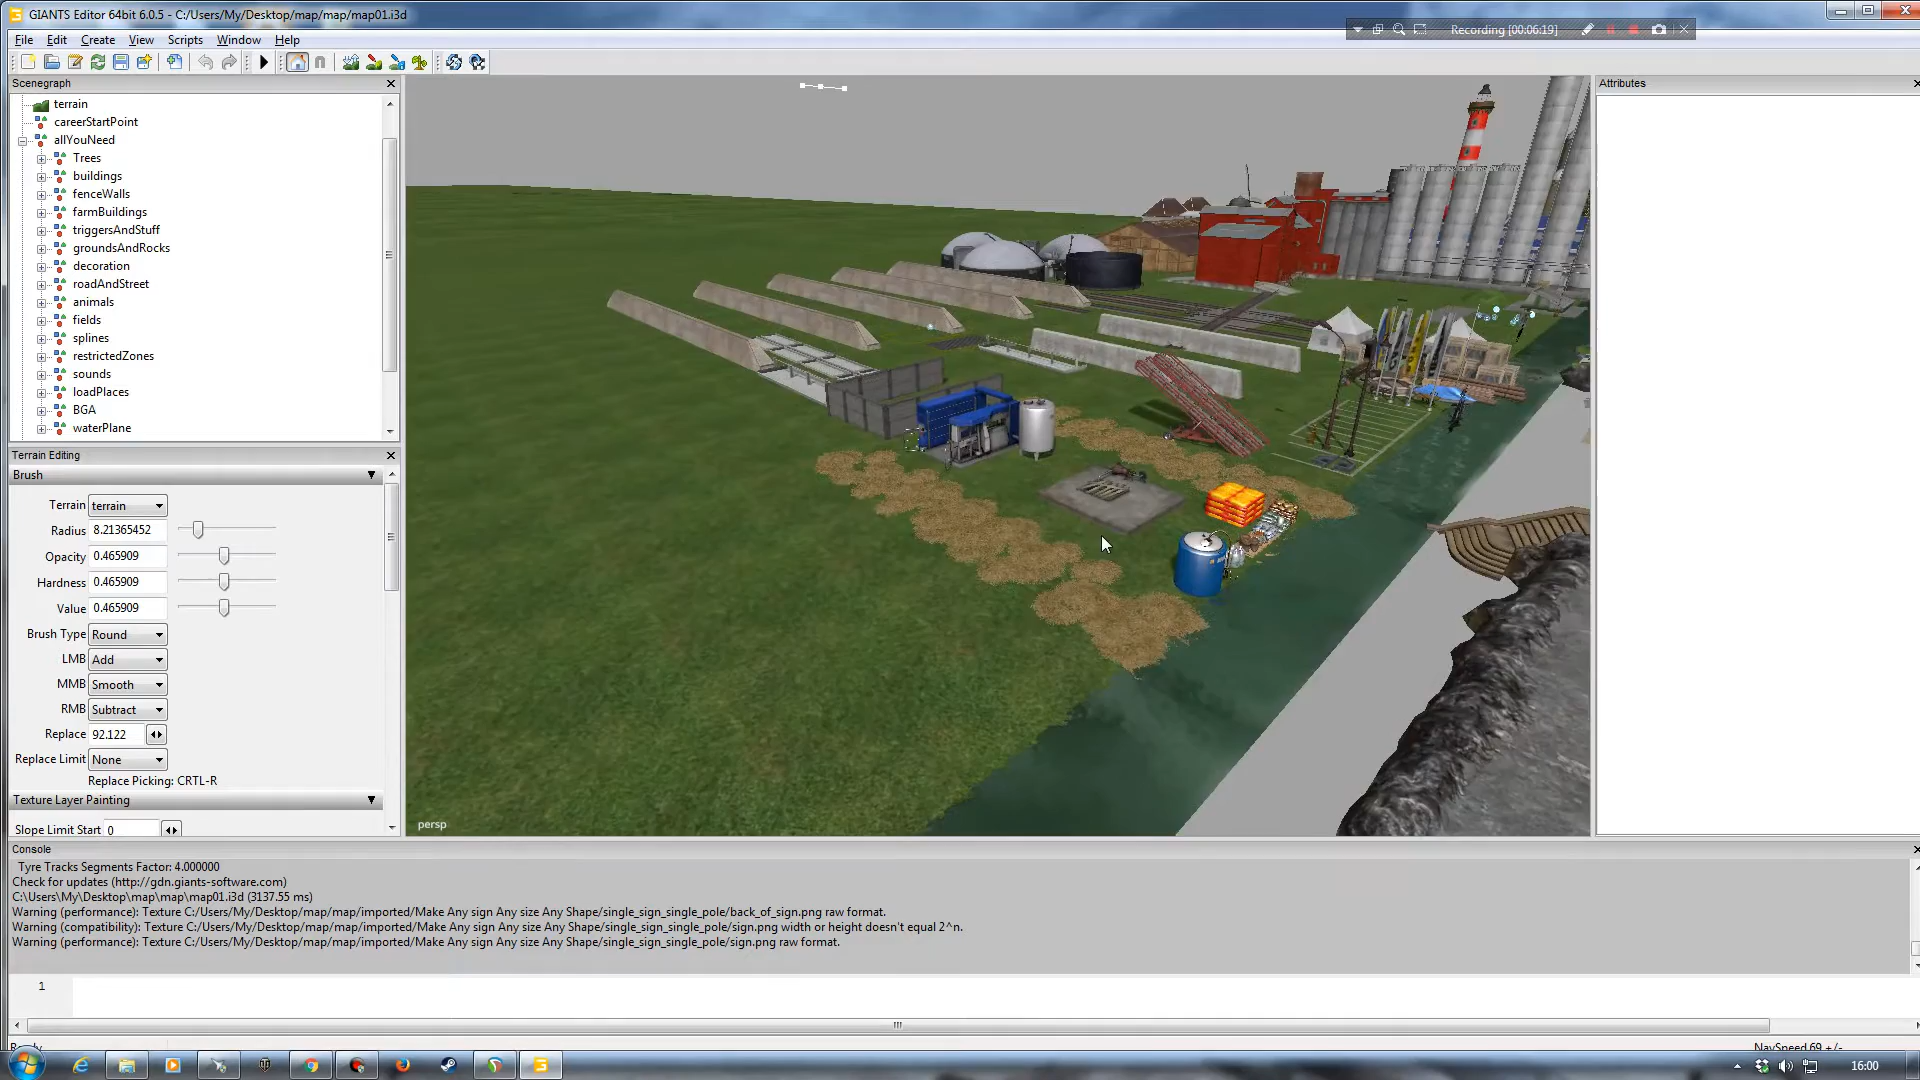 GIANTS Editor 64bit 6.0.5 - C:/Users/My/Desktop/map/map/map01.i3d
Recording [00:06:19]
File Edit Create View Scripts Window Help
Scenegraph
Attributes
terrain
careerStartPoint
allYouNeed
Trees
buildings
fenceWalls
farmBuildings
triggersAndStuff
groundsAndRocks
decoration
roadAndStreet
animals
fields
splines
restrictedZones
sounds
loadPlaces
BGA
waterPlane
Terrain Editing
Brush
Terrain terrain
Radius 8.21365452
Opacity 0.465909
Hardness 0.465909
Value 0.465909
Brush Type Round
LMB Add
MMB Smooth
RMB Subtract
Replace 92.122
Replace Limit None
Replace Picking: CRTL-R
Texture Layer Painting
Slope Limit Start 0
persp
Console
Tyre Tracks Segments Factor: 4.000000
Check for updates (http://gdn.giants-software.com)
C:\Users\My\Desktop\map\map\map01.i3d (3137.55 ms)
Warning (performance): Texture C:/Users/My/Desktop/map/map/imported/Make Any sign Any size Any Shape/single_sign_single_pole/back_of_sign.png raw format.
Warning (compatibility): Texture C:/Users/My/Desktop/map/map/imported/Make Any sign Any size Any Shape/single_sign_single_pole/sign.png width or height doesn't equal 2^n.
Warning (performance): Texture C:/Users/My/Desktop/map/map/imported/Make Any sign Any size Any Shape/single_sign_single_pole/sign.png raw format.
1
NavSpeed 69 +/-
16:00